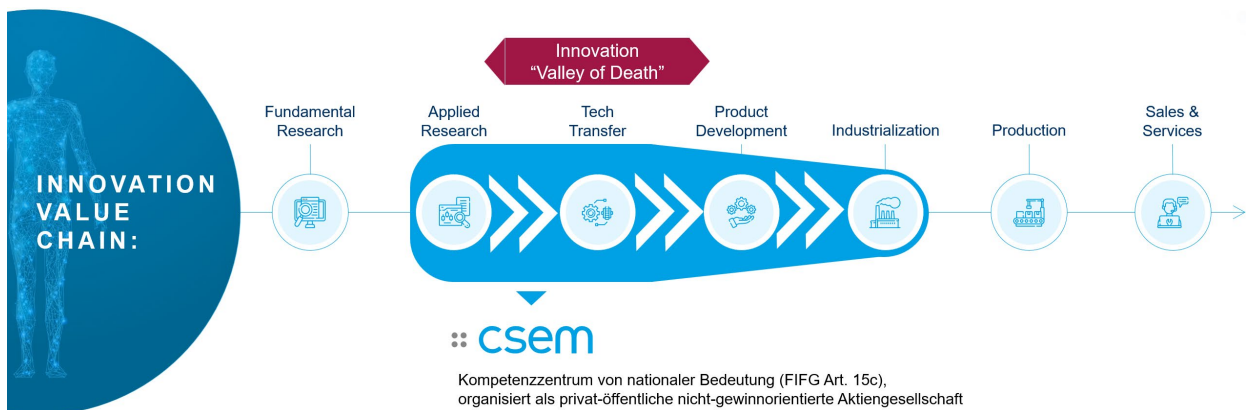 Innovation
“Valley of Death”
Fundamental
Research
Applied
Research
Tech
Transfer
Product
Development
Industrialization
Production
Sales &
Services
INNOVATION
VALUE
CHAIN:
csem
Kompetenzzentrum von nationaler Bedeutung (FIFG Art. 15c),
organisiert als privat-öffentliche nicht-gewinnorientierte Aktiengesellschaft